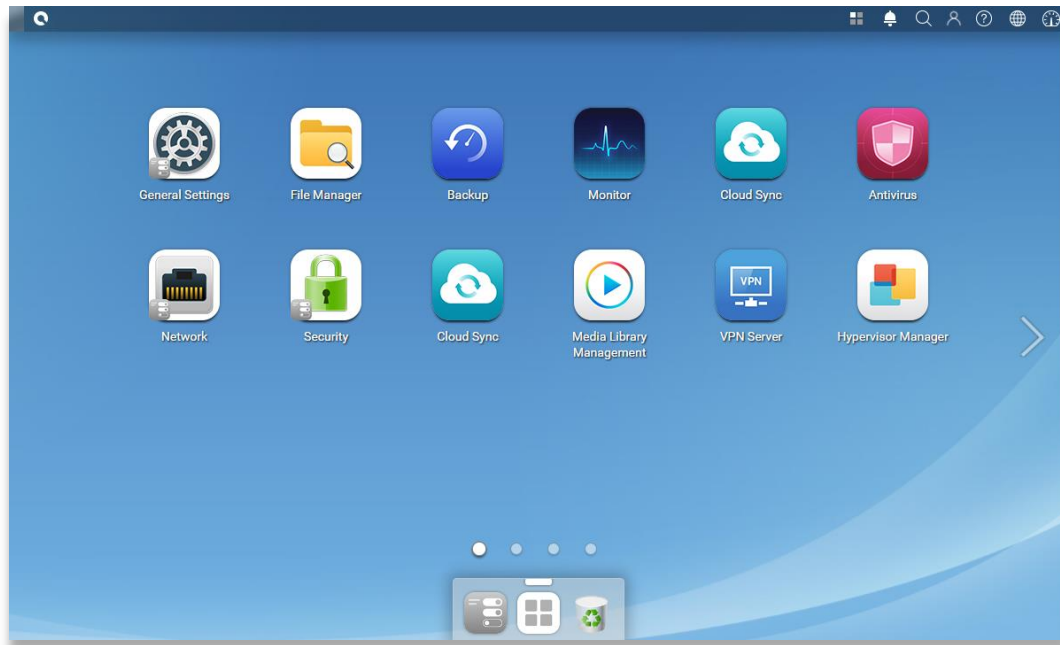 General Settings
File Manager
Backup
Monitor
Cloud Sync
Antivirus
VPN
Network
Security
Cloud Sync
Media Library
Management
VPN Server
Hypervisor Manager